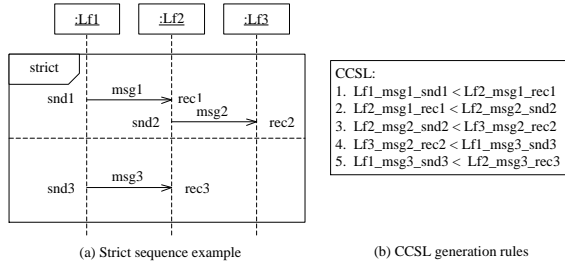 :Lf1 :Lf2 :Lf3
strict
snd1 msg1 rec1
snd2 msg2 rec2
snd3 msg3 rec3
(a) Strict sequence example
CCSL:
1. Lf1_msg1_snd1 < Lf2_msg1_rec1
2. Lf2_msg1_rec1 < Lf2_msg2_snd2
3. Lf2_msg2_snd2 < Lf3_msg2_rec2
4. Lf3_msg2_rec2 < Lf1_msg3_snd3
5. Lf1_msg3_snd3 < Lf2_msg3_rec3
(b) CCSL generation rules